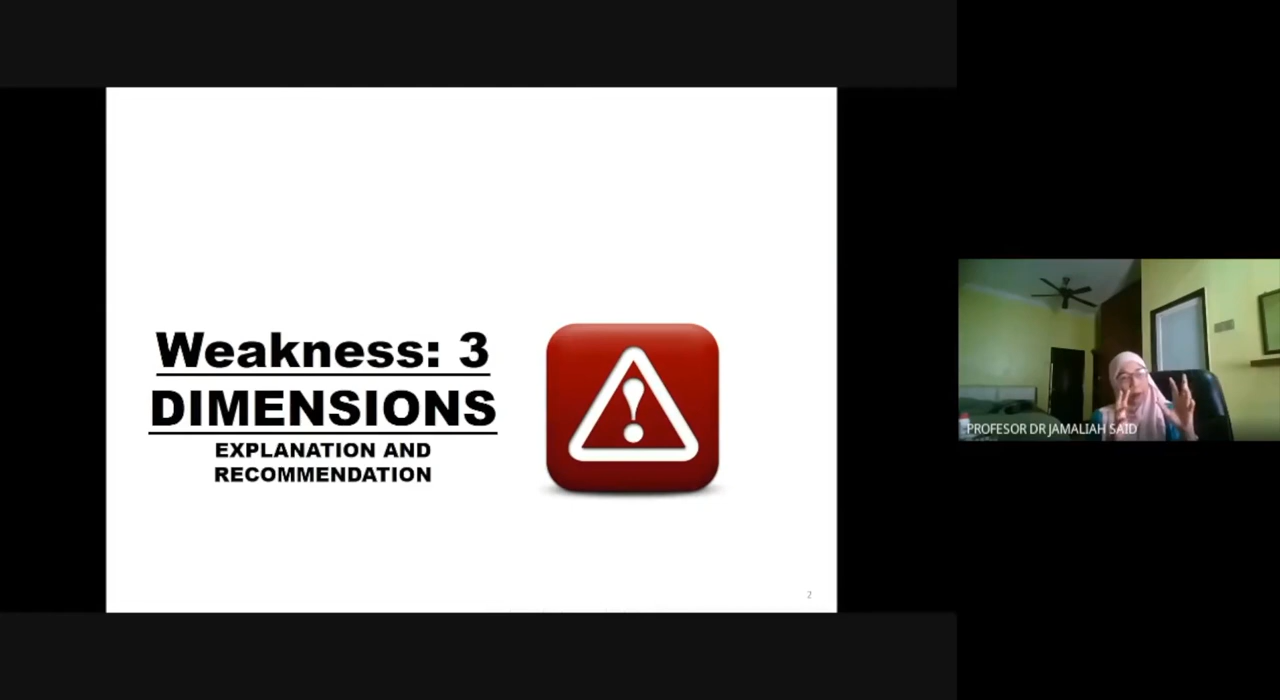 Weakness: 3
DIMENSIONS
EXPLANATION AND
RECOMMENDATION
2
PROFESOR DR JAMALIAH SAID